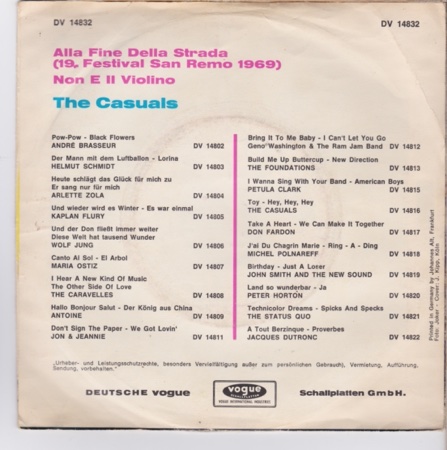 DV 14832
DV 14832
Alla Fine Della Strada
(19. Festival San Remo 1969)
Non E Il Violino
The Casuals
Pow-Pow - Black Flowers
ANDRÉ BRASSEUR DV 14802
Der Mann mit dem Luftballon - Lorina
HELMUT SCHMIDT DV 14803
Heute schlägt das Glück für mich zu
Er sang nur für mich
ARLETTE ZOLA DV 14804
Und wieder wird es Winter - Es war einmal
KAPLAN FLURY DV 14805
Und der Don fließt immer weiter
Diese Welt hat tausend Wunder
WOLF JUNG DV 14806
Canto Al Sol - El Arbol
MARIA OSTIZ DV 14807
I Hear A New Kind Of Music
The Other Side Of Love
THE CARAVELLES DV 14808
Hallo Bonjour Salut - Der König aus China
ANTOINE DV 14809
Don't Sign The Paper - We Got Lovin'
JON & JEANNIE DV 14811
Bring It To Me Baby - I Can't Let You Go
Geno Washington & The Ram Jam Band DV 14812
Build Me Up Buttercup - New Direction
THE FOUNDATIONS DV 14813
I Wanna Sing With Your Band - American Boys
PETULA CLARK DV 14815
Toy - Hey, Hey, Hey
THE CASUALS DV 14816
Take A Heart - We Can Make It Together
DON FARDON DV 14817
J'ai Du Chagrin Marie - Ring - A - Ding
MICHEL POLNAREFF DV 14818
Birthday - Just A Loser
JOHN SMITH AND THE NEW SOUND DV 14819
Land so wunderbar - Ja
PETER HORTON DV 14820
Technicolor Dreams - Spicks And Specks
THE STATUS QUO DV 14821
A Tout Berzinque - Proverbes
JACQUES DUTRONC DV 14822
Printed in Germany by Johannes Alt, Frankfurt
Foto: Joker - Cover: J. Kipp, Köln
„Urheber- und Leistungsschutzrechte, besonders Vervielfältigung außer zum persönlichen Gebrauch), Vermietung, Aufführung,
Sendung, vorbehalten."
DEUTSCHE VOGUE
vogue
VOGUE INTERNATIONAL INDUSTRIES
Schallplatten GmbH.